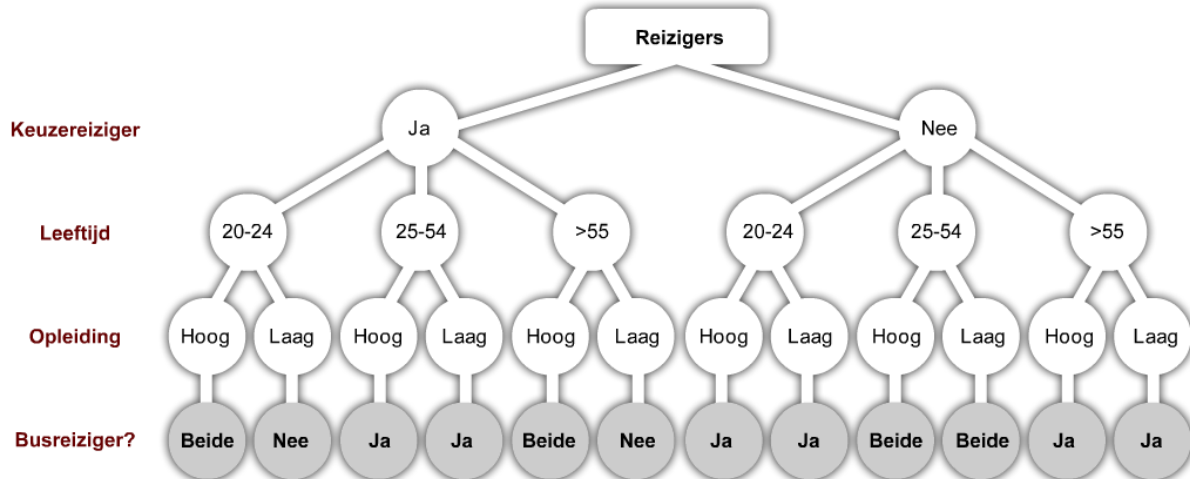 Reizigers
Keuzereiziger Ja Nee
Leeftijd 20-24 25-54 >55 20-24 25-54 >55
Opleiding Hoog Laag Hoog Laag Hoog Laag Hoog Laag Hoog Laag Hoog Laag
Busreiziger? Beide Nee Ja Ja Beide Nee Ja Ja Beide Beide Ja Ja